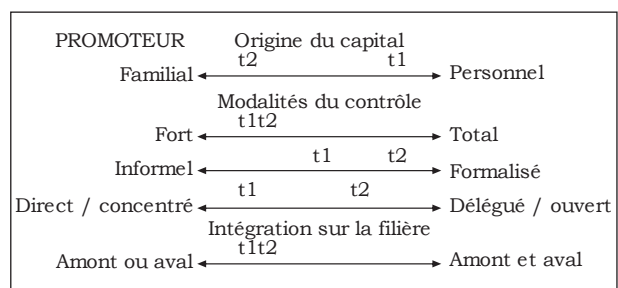 PROMOTEUR Origine du capital
t2 t1
Familial Personnel
Modalités du contrôle
t1t2
Fort Total
t1 t2
Informel Formalisé
t1 t2
Direct / concentré Délégué / ouvert
Intégration sur la filière
t1t2
Amont ou aval Amont et aval